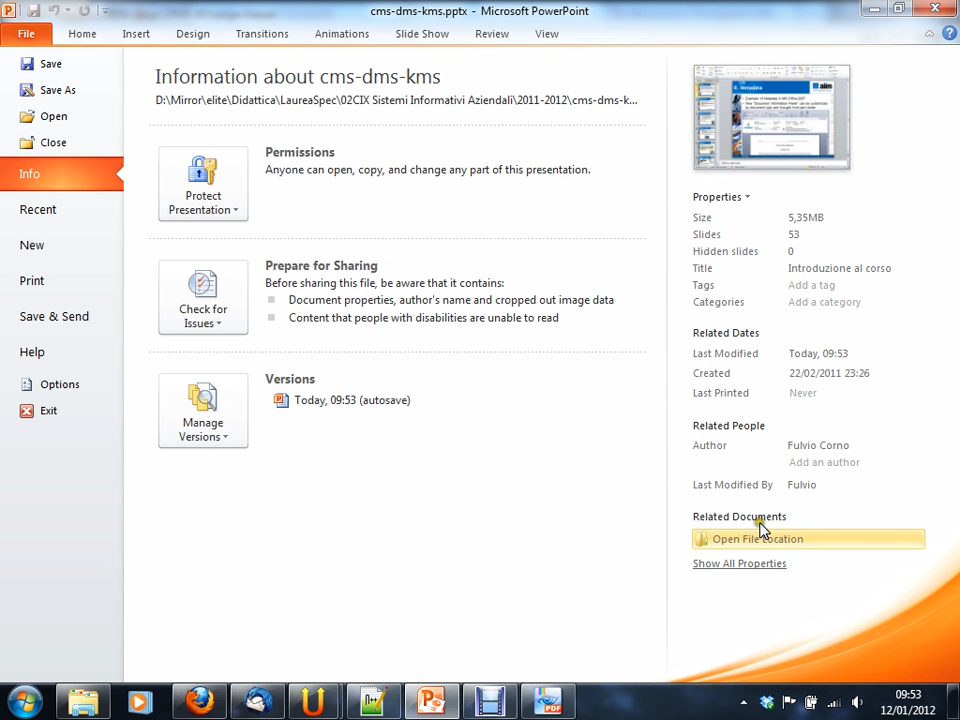 cms-dms-kms.pptx - Microsoft PowerPoint
File Home Insert Design Transitions Animations Slide Show Review View
Save
Save As
Open
Close
Info
Recent
New
Print
Save & Send
Help
Options
Exit
Information about cms-dms-kms
D:\Mirror\elite\Didattica\LaureaSpec\02CIX Sistemi Informativi Aziendali\2011-2012\cms-dms-k...
Protect
Presentation
Permissions
Anyone can open, copy, and change any part of this presentation.
Check for
Issues
Prepare for Sharing
Before sharing this file, be aware that it contains:
Document properties, author's name and cropped out image data
Content that people with disabilities are unable to read
Manage
Versions
Versions
Today, 09:53 (autosave)
Properties
Size 5,35MB
Slides 53
Hidden slides 0
Title Introduzione al corso
Tags Add a tag
Categories Add a category
Related Dates
Last Modified Today, 09:53
Created 22/02/2011 23:26
Last Printed Never
Related People
Author Fulvio Corno
Add an author
Last Modified By Fulvio
Related Documents
Open File Location
Show All Properties
09:53
12/01/2012